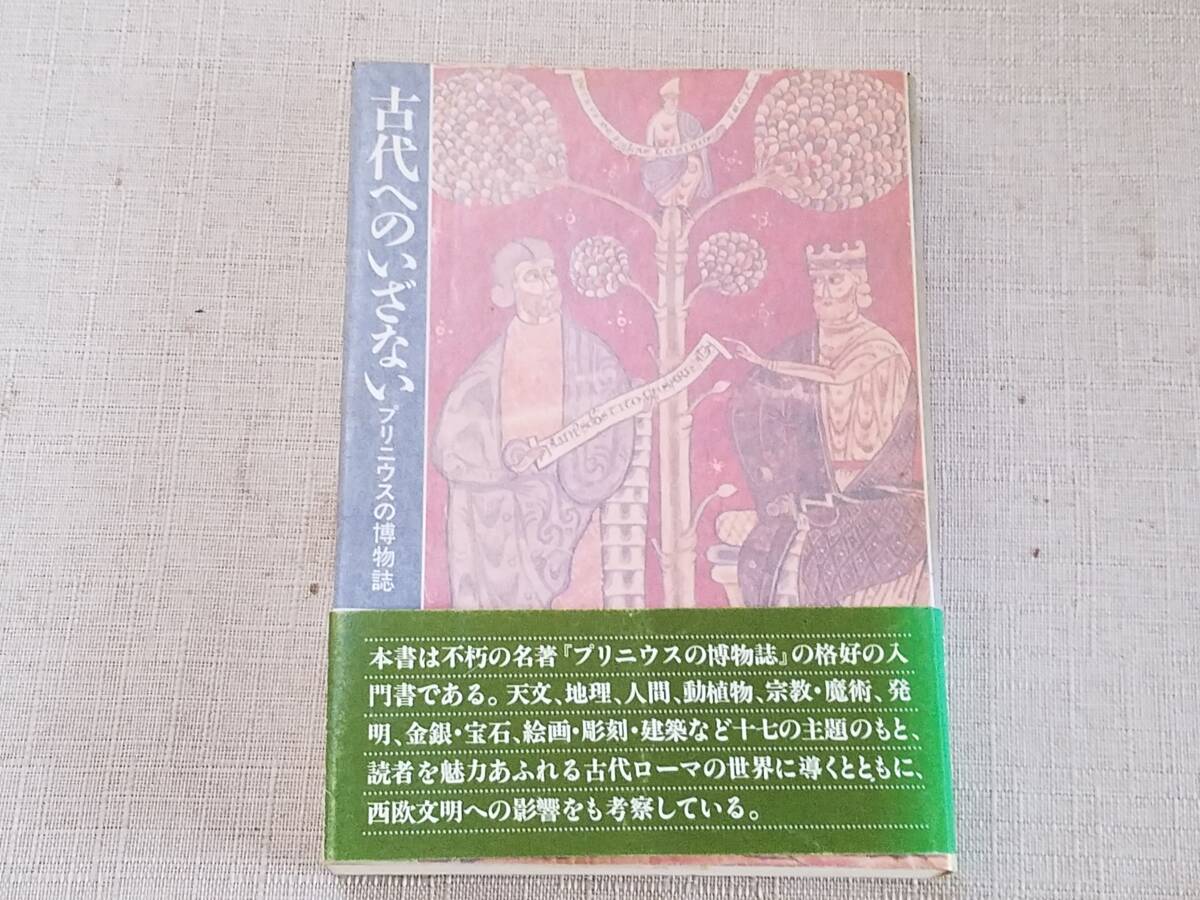 古代へのいざない
プリニウスの博物誌
本書は不朽の名著『プリニウスの博物誌』の格好の入
門書である。天文、地理、人間、動植物、宗教・魔術、発
明、金銀・宝石、絵画・彫刻・建築など十七の主題のもと、
読者を魅力あふれる古代ローマの世界に導くとともに、
西欧文明への影響をも考察している。